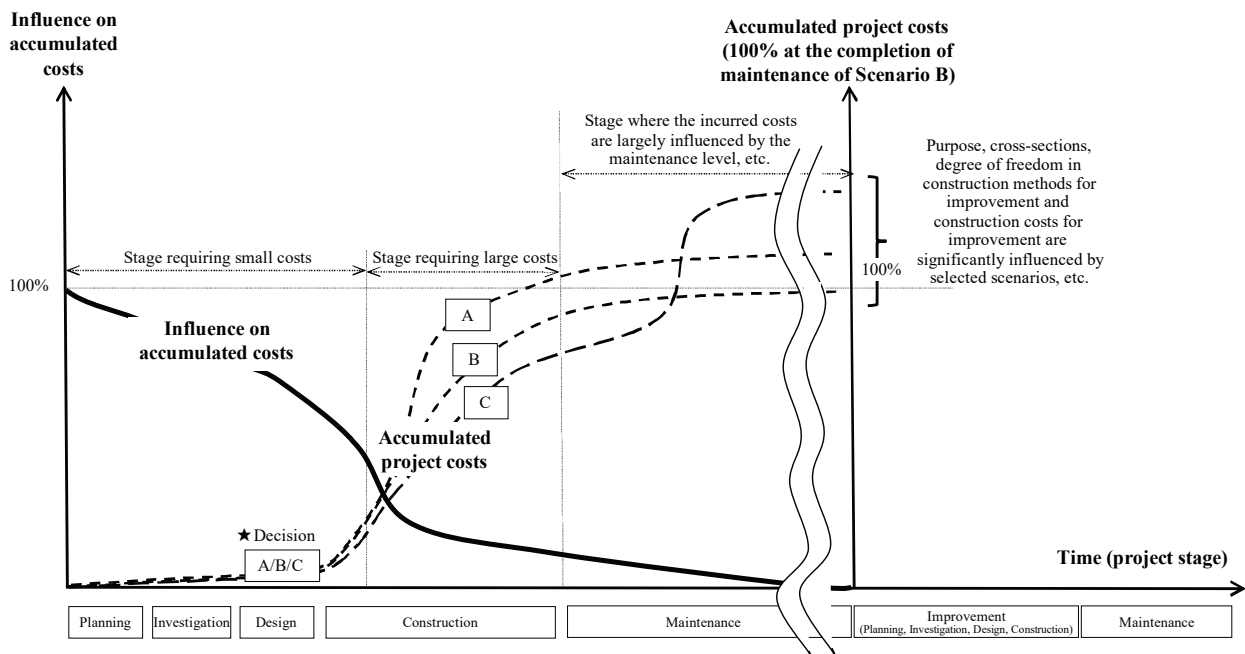 Influence on
accumulated
costs
Accumulated project costs
(100% at the completion of
maintenance of Scenario B)
Stage where the incurred costs
are largely influenced by the
maintenance level, etc.
Purpose, cross-sections,
degree of freedom in
construction methods for
improvement and
construction costs for
improvement are
significantly influenced by
selected scenarios, etc.
Stage requiring small costs
Stage requiring large costs
100%
100%
Influence on
accumulated costs
A
B
C
Accumulated
project costs
★ Decision
A/B/C
Time (project stage)
Planning
Investigation
Design
Construction
Maintenance
Improvement
(Planning, Investigation, Design, Construction)
Maintenance